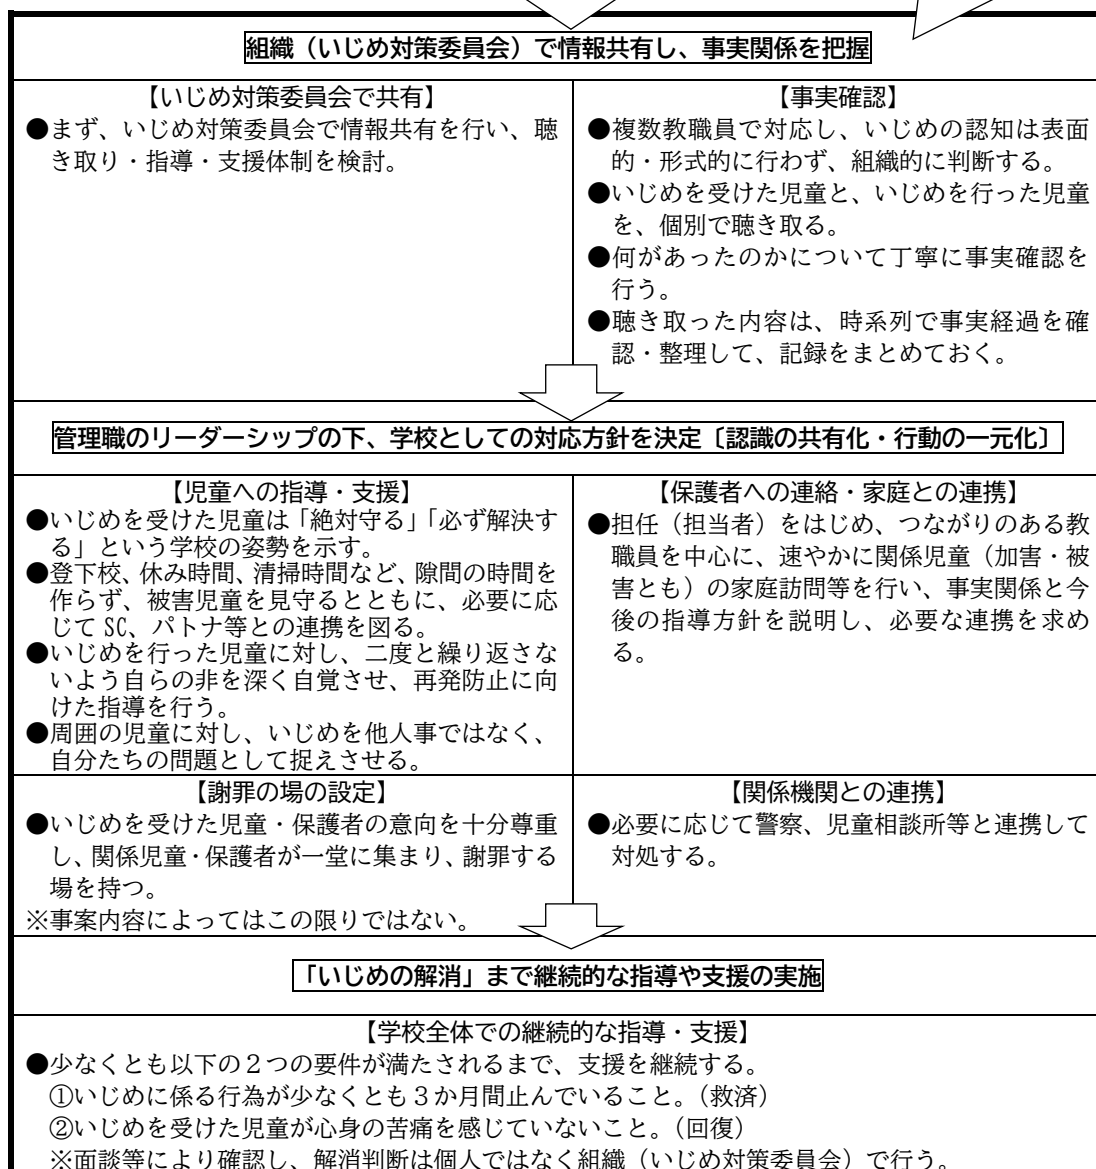 組織（いじめ対策委員会）で情報共有し、事実関係を把握
【いじめ対策委員会で共有】
●まず、いじめ対策委員会で情報共有を行い、聴
き取り・指導・支援体制を検討。
【事実確認】
●複数教職員で対応し、いじめの認知は表面
的・形式的に行わず、組織的に判断する。
●いじめを受けた児童と、いじめを行った児童
を、個別で聴き取る。
●何があったのかについて丁寧に事実確認を
行う。
●聴き取った内容は、時系列で事実経過を確
認・整理して、記録をまとめておく。
管理職のリーダーシップの下、学校としての対応方針を決定〔認識の共有化・行動の一元化〕
【児童への指導・支援】
●いじめを受けた児童は「絶対守る」「必ず解決す
る」という学校の姿勢を示す。
●登下校、休み時間、清掃時間など、隙間の時間を
作らず、被害児童を見守るとともに、必要に応
じて SC、パトナ等との連携を図る。
●いじめを行った児童に対し、二度と繰り返さな
いよう自らの非を深く自覚させ、再発防止に向
けた指導を行う。
●周囲の児童に対し、いじめを他人事ではなく、
自分たちの問題として捉えさせる。
【保護者への連絡・家庭との連携】
●担任（担当者）をはじめ、つながりのある教
職員を中心に、速やかに関係児童（加害・被
害とも）の家庭訪問等を行い、事実関係と今
後の指導方針を説明し、必要な連携を求め
る。
【謝罪の場の設定】
●いじめを受けた児童・保護者の意向を十分尊重
し、関係児童・保護者が一堂に集まり、謝罪する
場を持つ。
※事案内容によってはこの限りではない。
【関係機関との連携】
●必要に応じて警察、児童相談所等と連携して
対処する。
「いじめの解消」まで継続的な指導や支援の実施
【学校全体での継続的な指導・支援】
●少なくとも以下の２つの要件が満たされるまで、支援を継続する。
①いじめに係る行為が少なくとも３か月間止んでいること。（救済）
②いじめを受けた児童が心身の苦痛を感じていないこと。（回復）
※面談等により確認し、解消判断は個人ではなく組織（いじめ対策委員会）で行う。